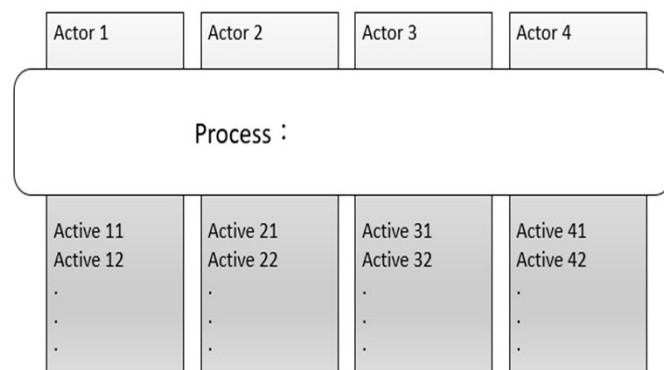 Actor 1
Actor 2
Actor 3
Actor 4
Process：
Active 11
Active 12
.
.
.
Active 21
Active 22
.
.
.
Active 31
Active 32
.
.
.
Active 41
Active 42
.
.
.